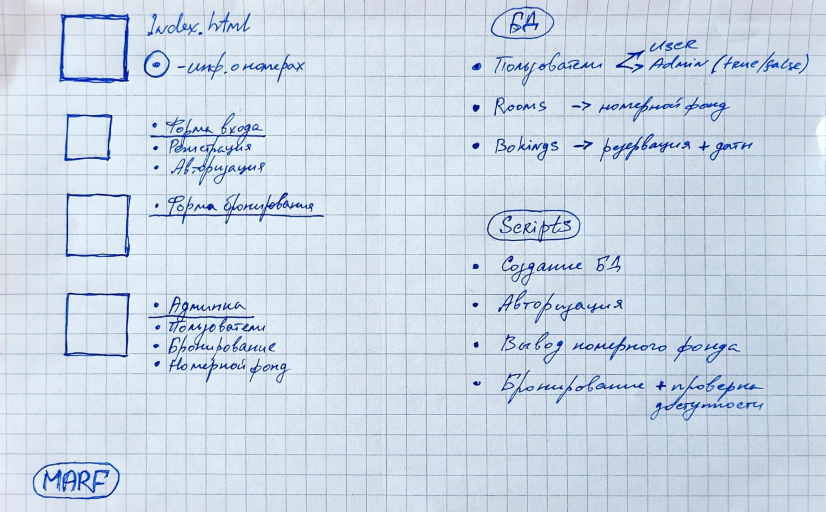 Index.html
- инф. о номерах
• Форма входа
• Регистрация
• Авторизация
• Форма бронирования
• Админка
• Пользователи
• Бронирование
• Номерной фонд
MARF
БД
• Пользователи User
Admin (true/false)
• Rooms -> номерной фонд
• Bokings -> резервация + даты
Scripts
• Создание БД
• Авторизация
• Вывод номерного фонда
• Бронирование + проверка
доступности